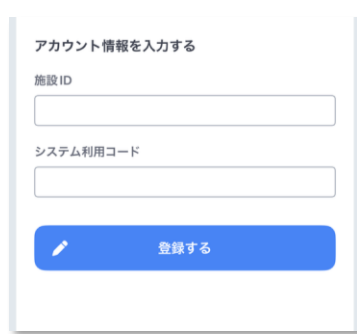 アカウント情報を入力する
施設ID
システム利用コード
登録する